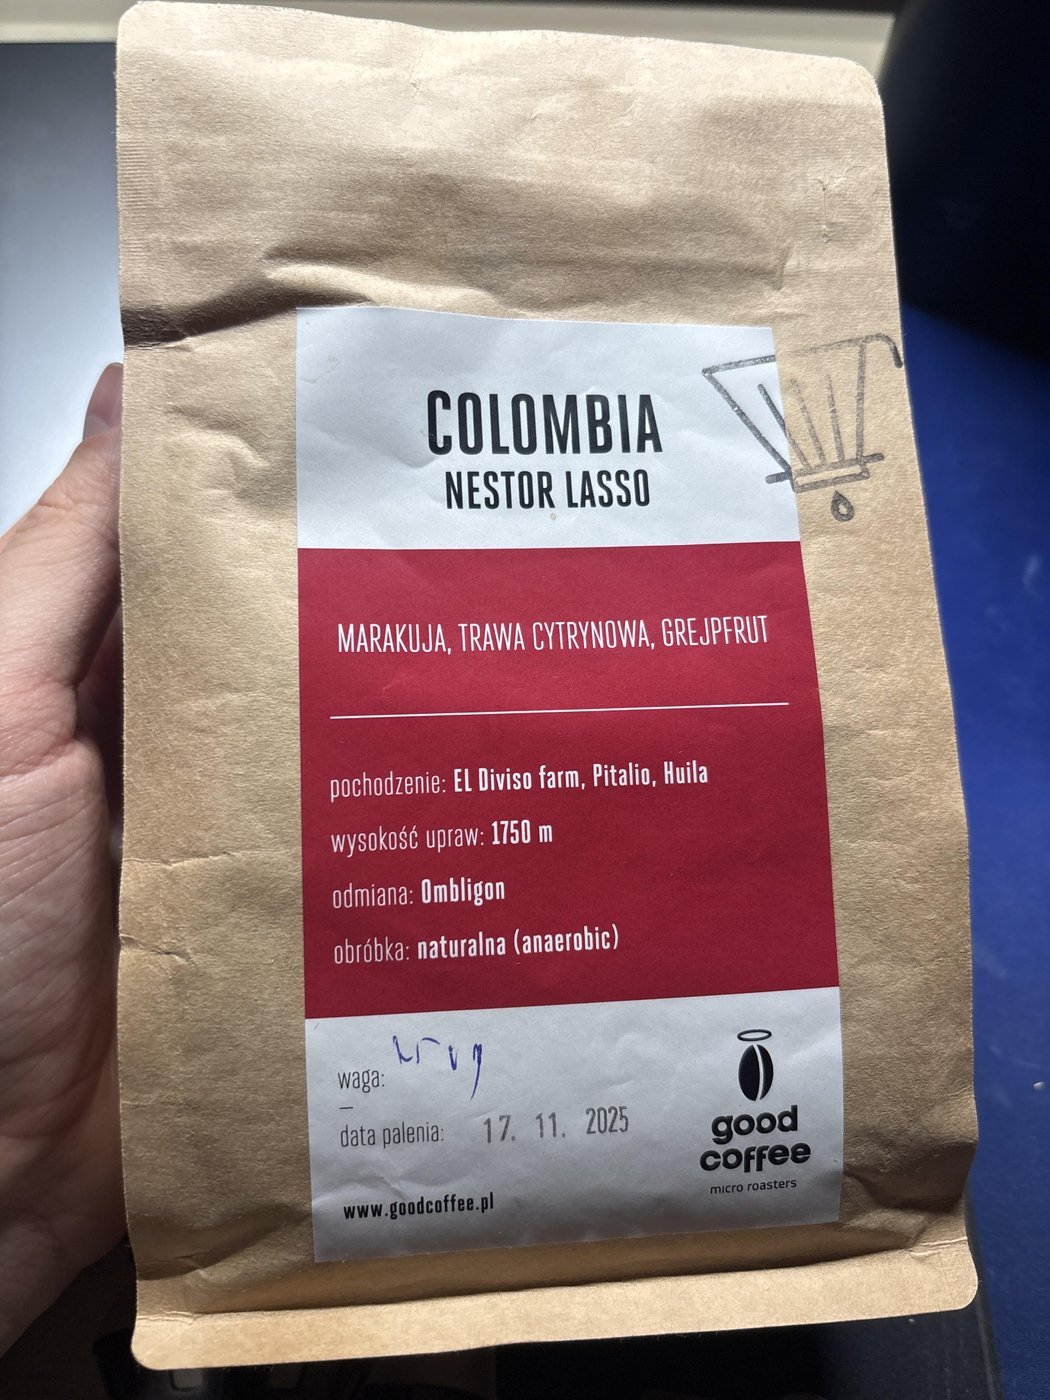 COLOMBIA
NESTOR LASSO
MARAKUJA, TRAWA CYTRYNOWA, GREJPFRUT
pochodzenie: EL Diviso farm, Pitalio, Huila
wysokość upraw: 1750 m
odmiana: Ombligon
obróbka: naturalna (anaerobic)
waga:
data palenia: 17. 11. 2025
www.goodcoffee.pl
good
coffee
micro roasters